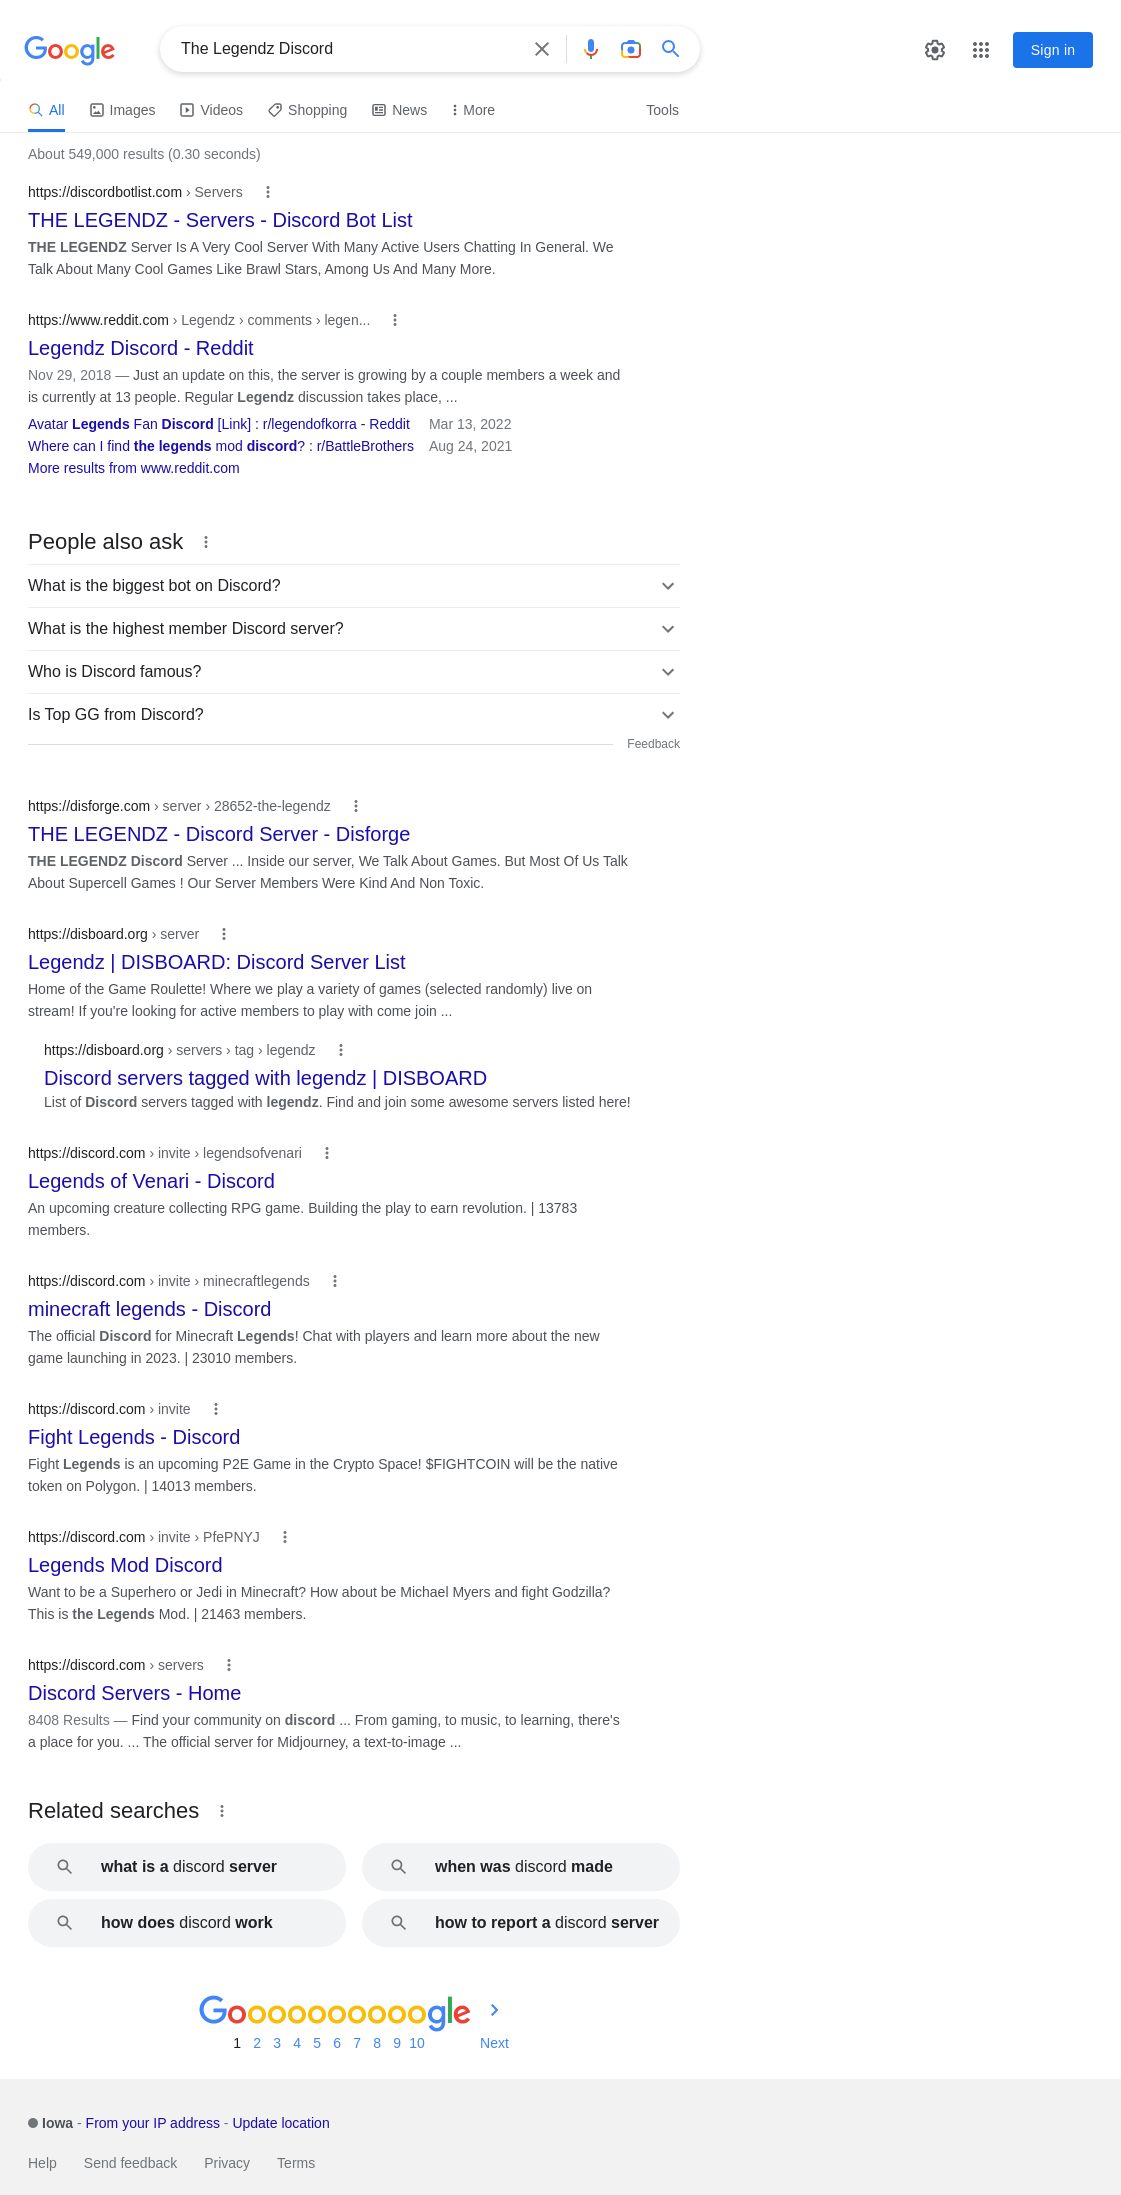 Google
The Legendz Discord
Sign in
All
Images
Videos
Shopping
News
More
Tools
About 549,000 results (0.30 seconds)
https://discordbotlist.com › Servers
THE LEGENDZ - Servers - Discord Bot List
THE LEGENDZ Server Is A Very Cool Server With Many Active Users Chatting In General. We
Talk About Many Cool Games Like Brawl Stars, Among Us And Many More.
https://www.reddit.com › Legendz › comments › legen...
Legendz Discord - Reddit
Nov 29, 2018 — Just an update on this, the server is growing by a couple members a week and
is currently at 13 people. Regular Legendz discussion takes place, ...
Avatar Legends Fan Discord [Link] : r/legendofkorra - Reddit Mar 13, 2022
Where can I find the legends mod discord? : r/BattleBrothers Aug 24, 2021
More results from www.reddit.com
People also ask
What is the biggest bot on Discord?
What is the highest member Discord server?
Who is Discord famous?
Is Top GG from Discord?
Feedback
https://disforge.com › server › 28652-the-legendz
THE LEGENDZ - Discord Server - Disforge
THE LEGENDZ Discord Server ... Inside our server, We Talk About Games. But Most Of Us Talk
About Supercell Games ! Our Server Members Were Kind And Non Toxic.
https://disboard.org › server
Legendz | DISBOARD: Discord Server List
Home of the Game Roulette! Where we play a variety of games (selected randomly) live on
stream! If you're looking for active members to play with come join ...
https://disboard.org › servers › tag › legendz
Discord servers tagged with legendz | DISBOARD
List of Discord servers tagged with legendz. Find and join some awesome servers listed here!
https://discord.com › invite › legendsofvenari
Legends of Venari - Discord
An upcoming creature collecting RPG game. Building the play to earn revolution. | 13783
members.
https://discord.com › invite › minecraftlegends
minecraft legends - Discord
The official Discord for Minecraft Legends! Chat with players and learn more about the new
game launching in 2023. | 23010 members.
https://discord.com › invite
Fight Legends - Discord
Fight Legends is an upcoming P2E Game in the Crypto Space! $FIGHTCOIN will be the native
token on Polygon. | 14013 members.
https://discord.com › invite › PfePNYJ
Legends Mod Discord
Want to be a Superhero or Jedi in Minecraft? How about be Michael Myers and fight Godzilla?
This is the Legends Mod. | 21463 members.
https://discord.com › servers
Discord Servers - Home
8408 Results — Find your community on discord ... From gaming, to music, to learning, there's
a place for you. ... The official server for Midjourney, a text-to-image ...
Related searches
what is a discord server
when was discord made
how does discord work
how to report a discord server
Goooooooooogle
1 2 3 4 5 6 7 8 9 10 Next
Iowa - From your IP address - Update location
Help Send feedback Privacy Terms